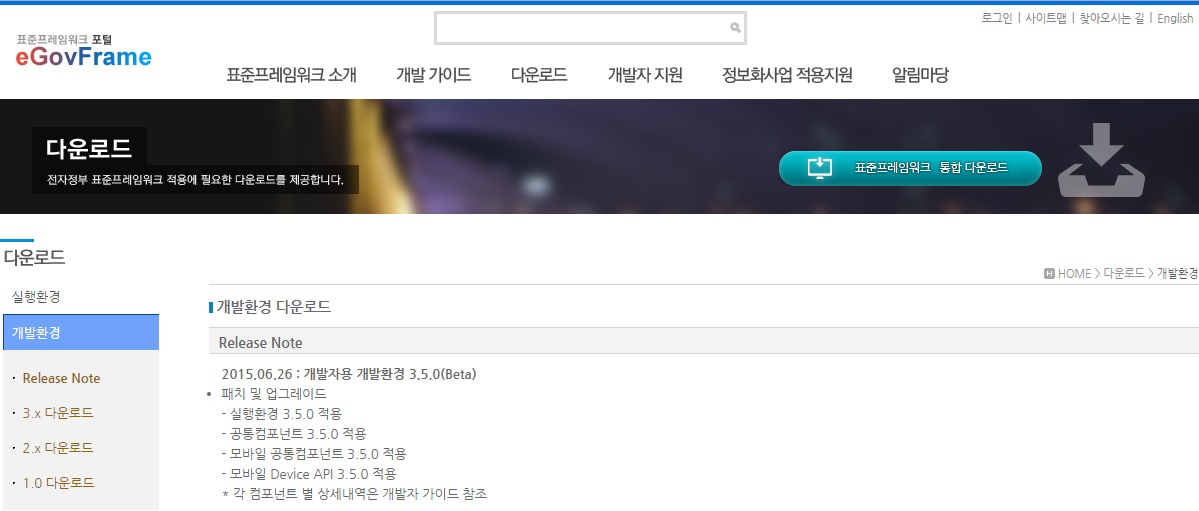 로그인 | 사이트맵 | 찾아오시는 길 | English
표준프레임워크 포털
eGovFrame
표준프레임워크 소개 개발 가이드 다운로드 개발자 지원 정보화사업 적용지원 알림마당
다운로드
전자정부 표준프레임워크 적용에 필요한 다운로드를 제공합니다.
표준프레임워크 통합 다운로드
다운로드
HOME > 다운로드 > 개발환경
실행환경
개발환경
· Release Note
· 3.x 다운로드
· 2.x 다운로드
· 1.0 다운로드
개발환경 다운로드
Release Note
2015.06.26 : 개발자용 개발환경 3.5.0(Beta)
• 패치 및 업그레이드
- 실행환경 3.5.0 적용
- 공통컴포넌트 3.5.0 적용
- 모바일 공통컴포넌트 3.5.0 적용
- 모바일 Device API 3.5.0 적용
* 각 컴포넌트 별 상세내역은 개발자 가이드 참조